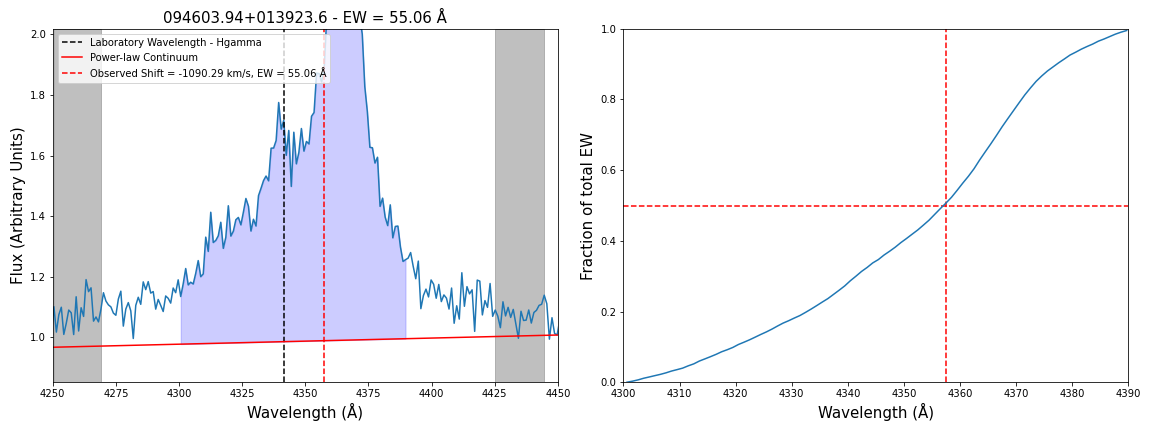 094603.94+013923.6 - EW = 55.06 Å
Laboratory Wavelength - Hgamma
Power-law Continuum
Observed Shift = -1090.29 km/s, EW = 55.06 Å
Flux (Arbitrary Units)
2.0
1.8
1.6
1.4
1.2
1.0
4250 4275 4300 4325 4350 4375 4400 4425 4450
Wavelength (Å)
Fraction of total EW
1.0
0.8
0.6
0.4
0.2
0.0
4300 4310 4320 4330 4340 4350 4360 4370 4380 4390
Wavelength (Å)